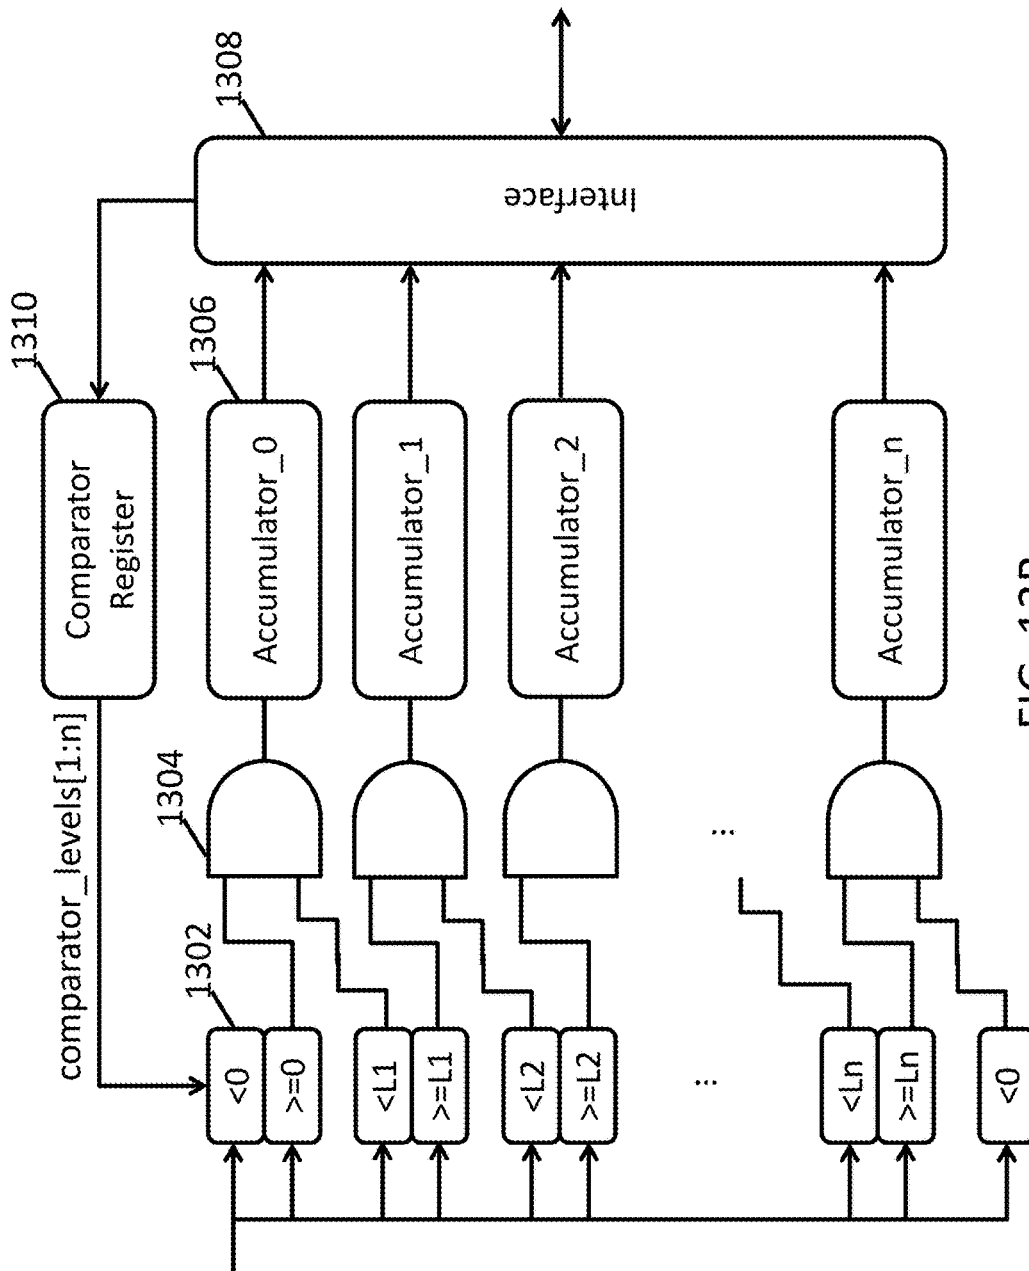 1310
comparator_levels[1:n]
Comparator
Register
1308
1302
1304
1306
<0
Accumulator_0
>=0
<L1
Accumulator_1
>=L1
<L2
Accumulator_2
>=L2
Interface
...
...
<Ln
Accumulator_n
>=Ln
<0
FIG.